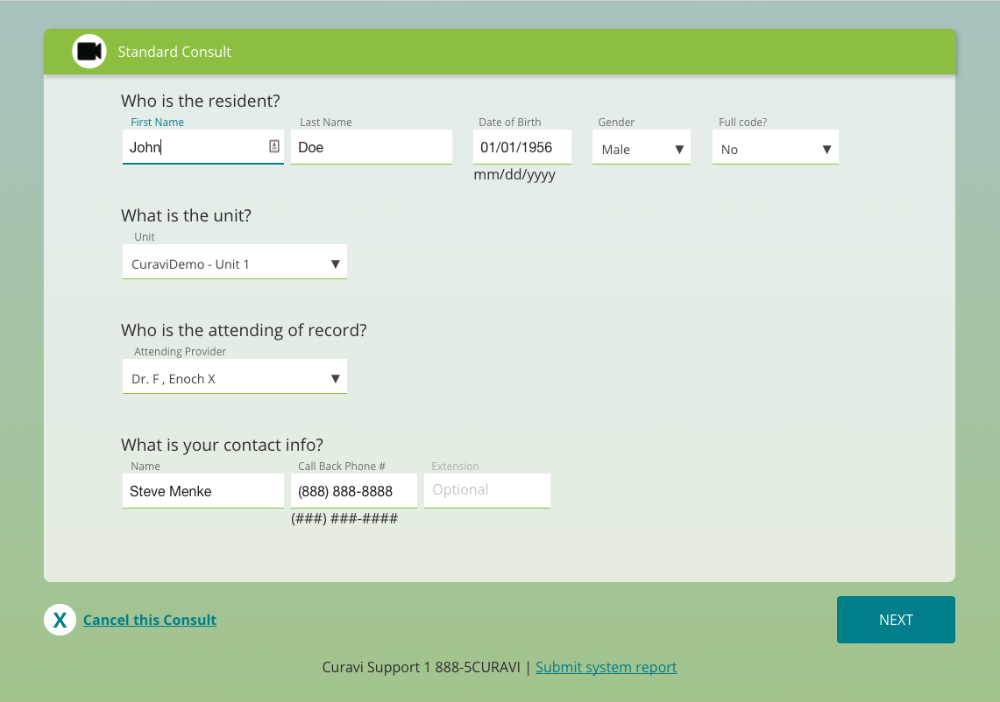 Standard Consult
Who is the resident?
First Name Last Name Date of Birth Gender Full code?
John Doe 01/01/1956 Male ▼ No ▼
mm/dd/yyyy
What is the unit?
Unit
CuraviDemo - Unit 1 ▼
Who is the attending of record?
Attending Provider
Dr. F , Enoch X ▼
What is your contact info?
Name Call Back Phone # Extension
Steve Menke (888) 888-8888 Optional
(###) ###-####
X Cancel this Consult NEXT
Curavi Support 1 888-5CURAVI | Submit system report